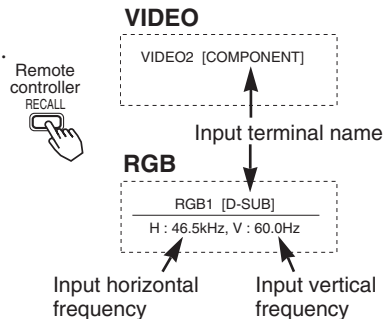 VIDEO
VIDEO2 [COMPONENT]
.
Remote
controller
RECALL
Input terminal name
RGB
RGB1 [D-SUB]
H : 46.5kHz, V : 60.0Hz
Input horizontal
frequency
Input vertical
frequency